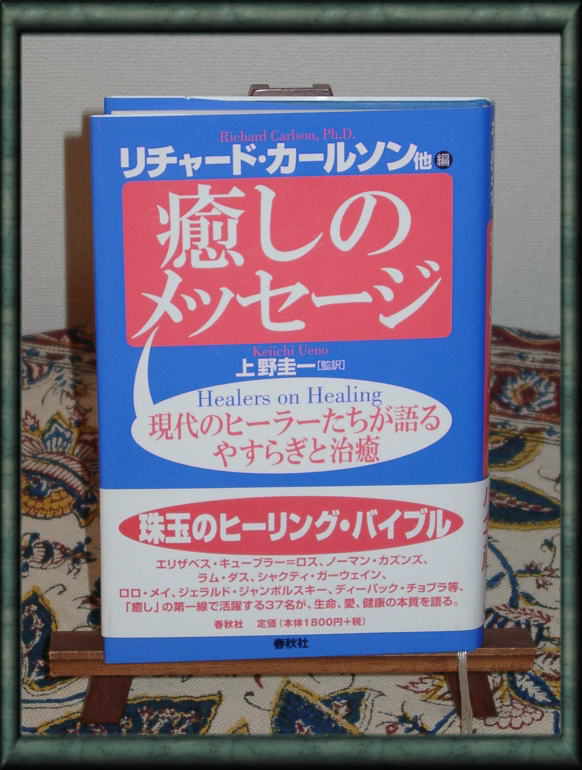 Richard Carlson, Ph.D.
リチャード・カールソン他編
癒しの
メッセージ
Keiichi Ueno
上野圭一[監訳]
Healers on Healing
現代のヒーラーたちが語る
やすらぎと治癒
珠玉のヒーリング・バイブル
エリザベス・キューブラー=ロス、ノーマン・カズンズ、
ラム・ダス、シャクティ・ガーウェイン、
ロロ・メイ、ジェラルド・ジャンポルスキー、ディーパック・チョプラ等、
「癒し」の第一線で活躍する37名が、生命、愛、健康の本質を語る。
春秋社 定価(本体1800円+税)
春秋社